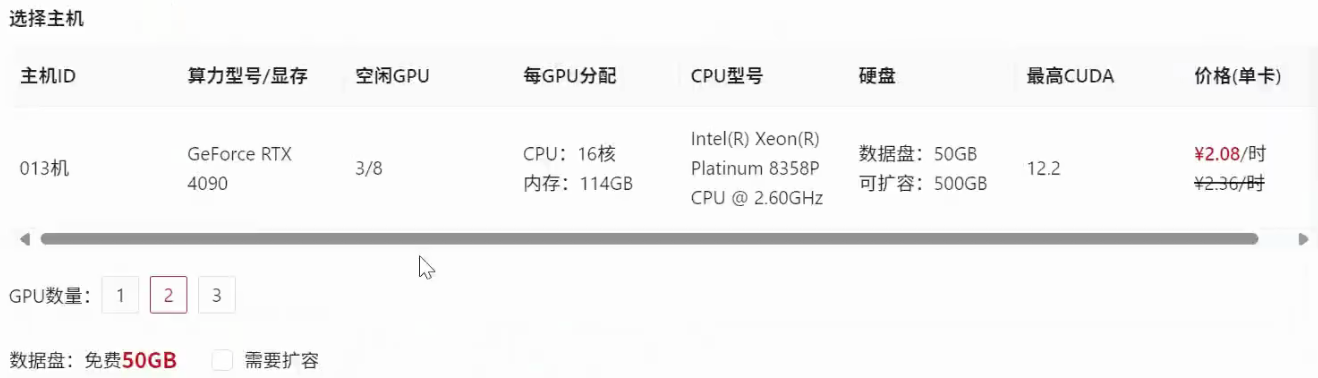 选择主机
主机ID 算力型号/显存 空闲GPU 每GPU分配 CPU型号 硬盘 最高CUDA 价格(单卡)
013机 GeForce RTX 4090 3/8 CPU：16核 内存：114GB Intel(R) Xeon(R) Platinum 8358P CPU @ 2.60GHz 数据盘：50GB 可扩容：500GB 12.2 ¥2.08/时 ¥2.36/时
GPU数量： 1 2 3
数据盘：免费50GB 需要扩容